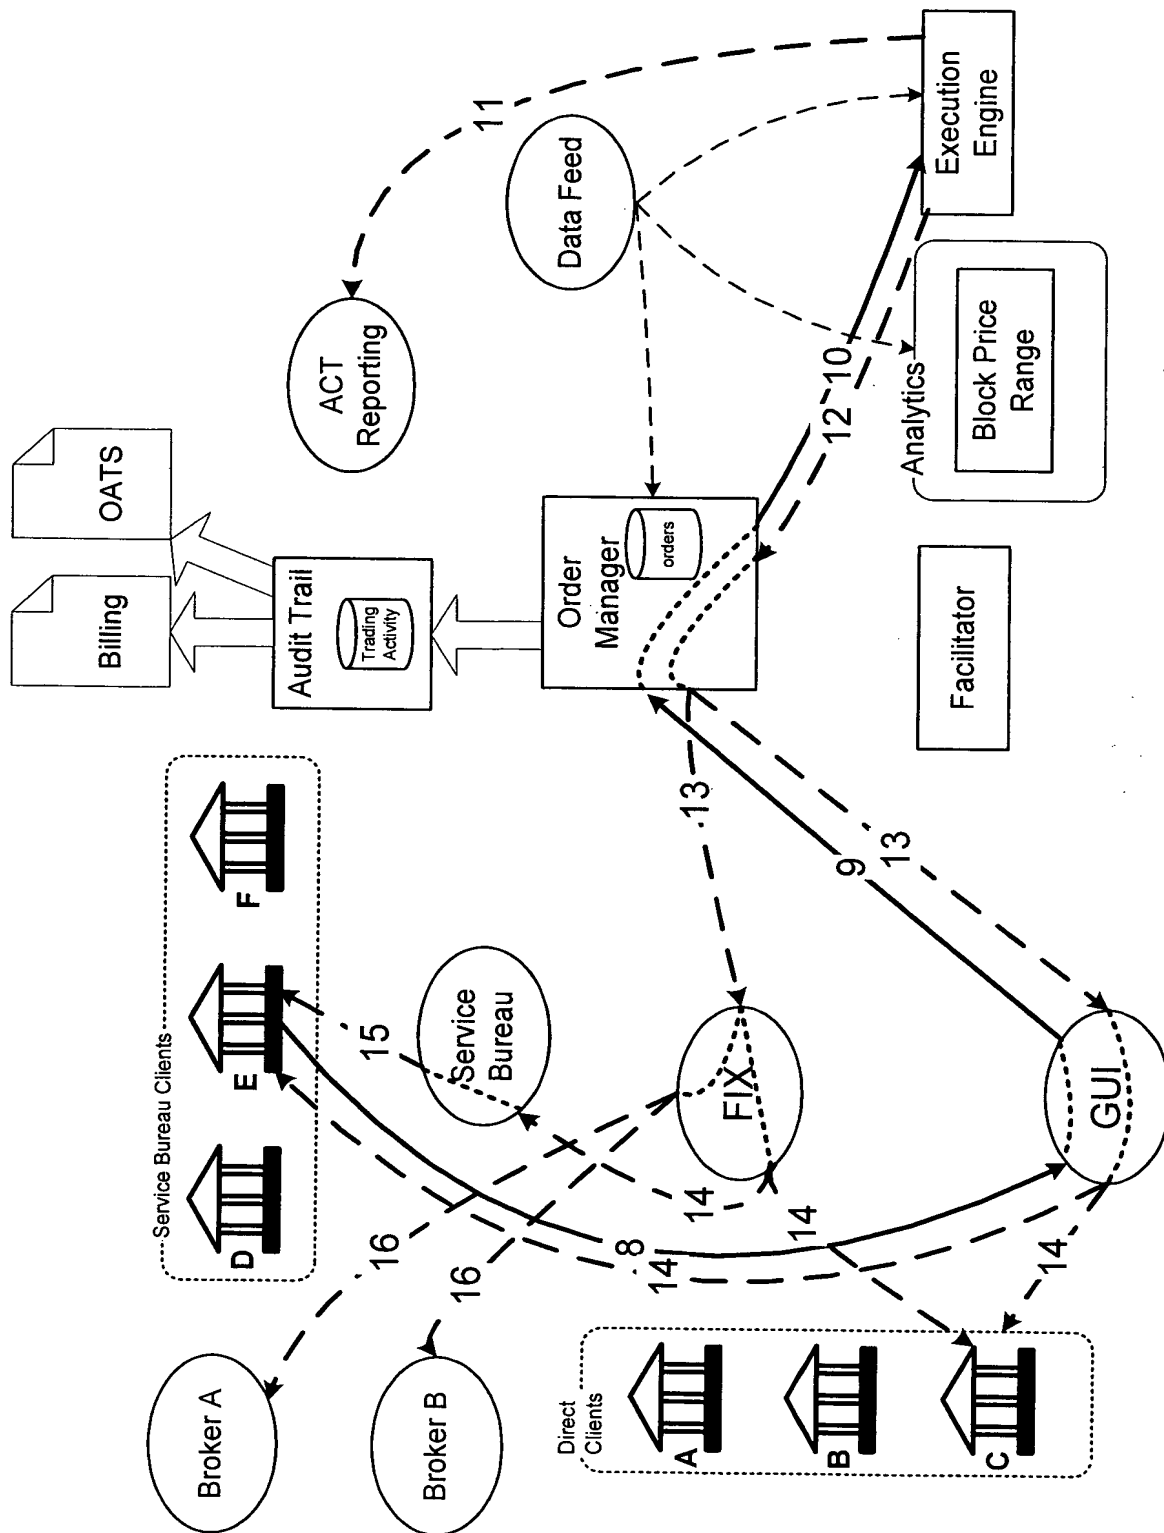 Billing
OATS
Service Bureau Clients
Broker A
D
E
F
Audit Trail
Trading
Activity
ACT
Reporting
15
16
Broker B
16
Service
Bureau
11
Direct
Clients
Order
Manager
orders
Data Feed
8
14
14
14
13
FIX
A
B
C
10
12
9
13
14
GUI
Facilitator
Analytics
Block Price
Range
Execution
Engine